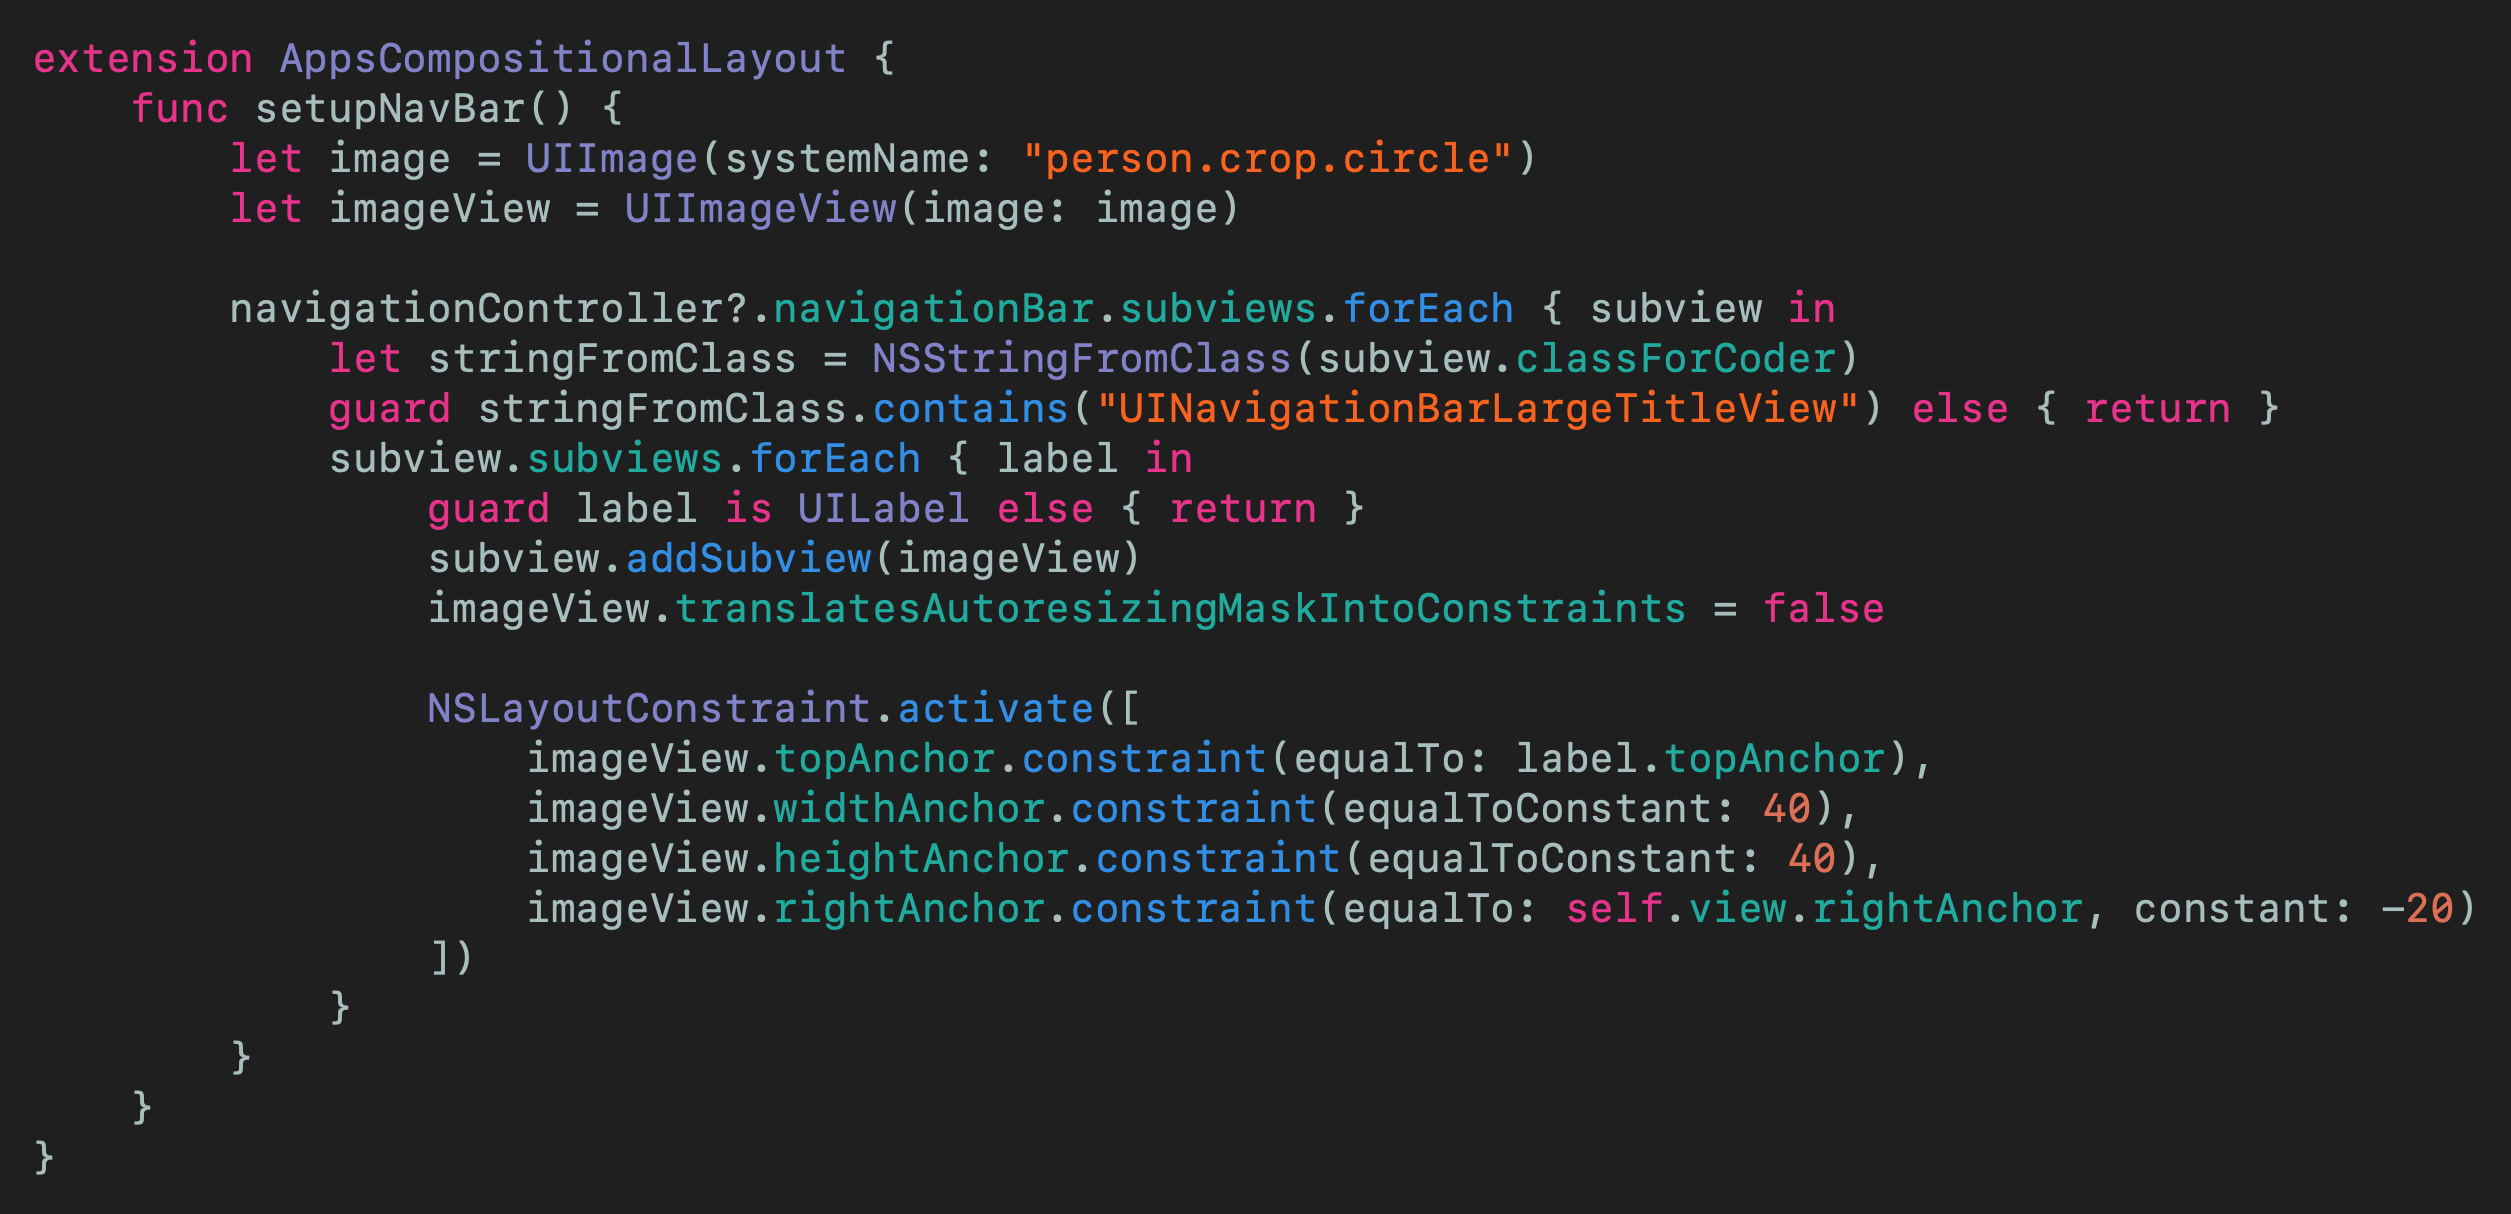 extension AppsCompositionalLayout {
    func setupNavBar() {
        let image = UIImage(systemName: "person.crop.circle")
        let imageView = UIImageView(image: image)

        navigationController?.navigationBar.subviews.forEach { subview in
            let stringFromClass = NSStringFromClass(subview.classForCoder)
            guard stringFromClass.contains("UINavigationBarLargeTitleView") else { return }
            subview.subviews.forEach { label in
                guard label is UILabel else { return }
                subview.addSubview(imageView)
                imageView.translatesAutoresizingMaskIntoConstraints = false

                NSLayoutConstraint.activate([
                    imageView.topAnchor.constraint(equalTo: label.topAnchor),
                    imageView.widthAnchor.constraint(equalToConstant: 40),
                    imageView.heightAnchor.constraint(equalToConstant: 40),
                    imageView.rightAnchor.constraint(equalTo: self.view.rightAnchor, constant: -20)
                ])
            }
        }
    }
}